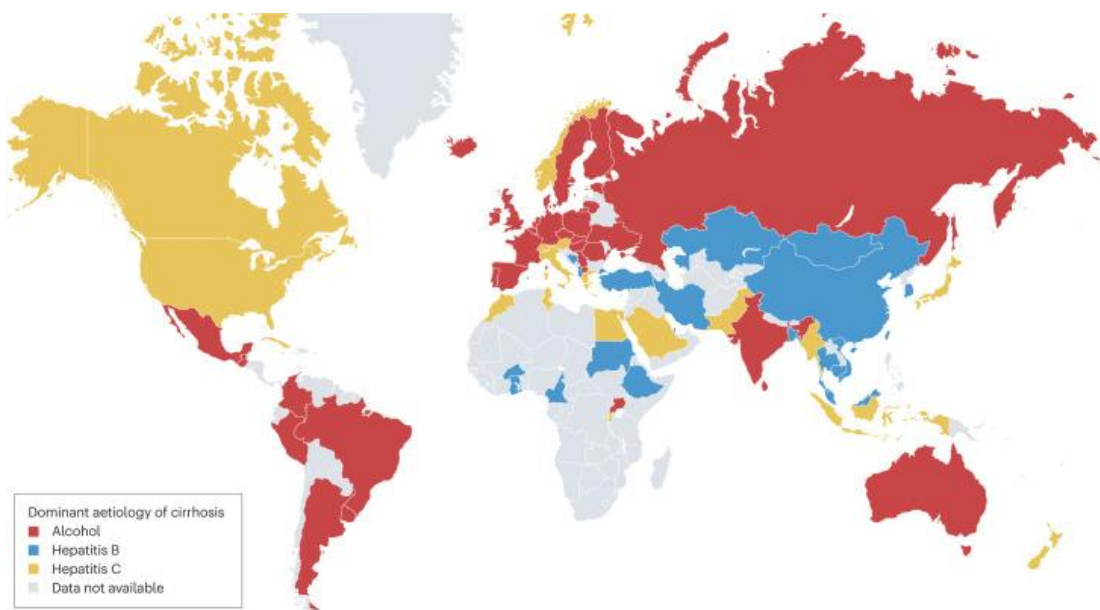 Dominant aetiology of cirrhosis
Alcohol
Hepatitis B
Hepatitis C
Data not available